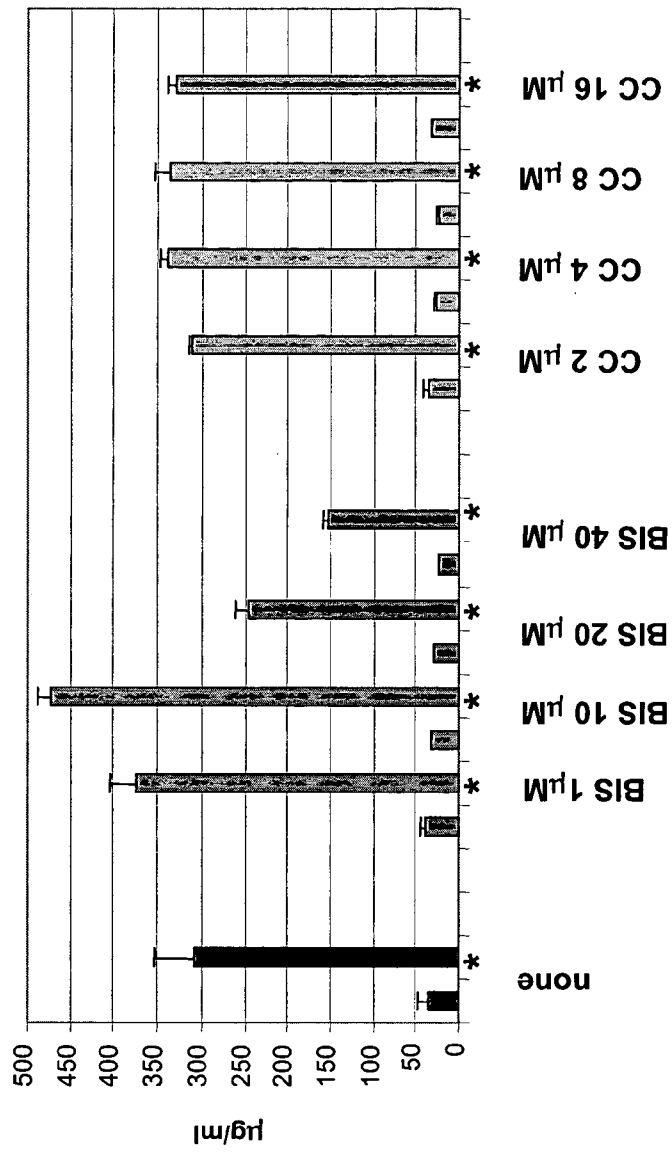 µg/ml
500
450
400
350
300
250
200
150
100
50
0
* * * * * * * * *
none
BIS 1µM
BIS 10 µM
BIS 20 µM
BIS 40 µM
CC 2 µM
CC 4 µM
CC 8 µM
CC 16 µM